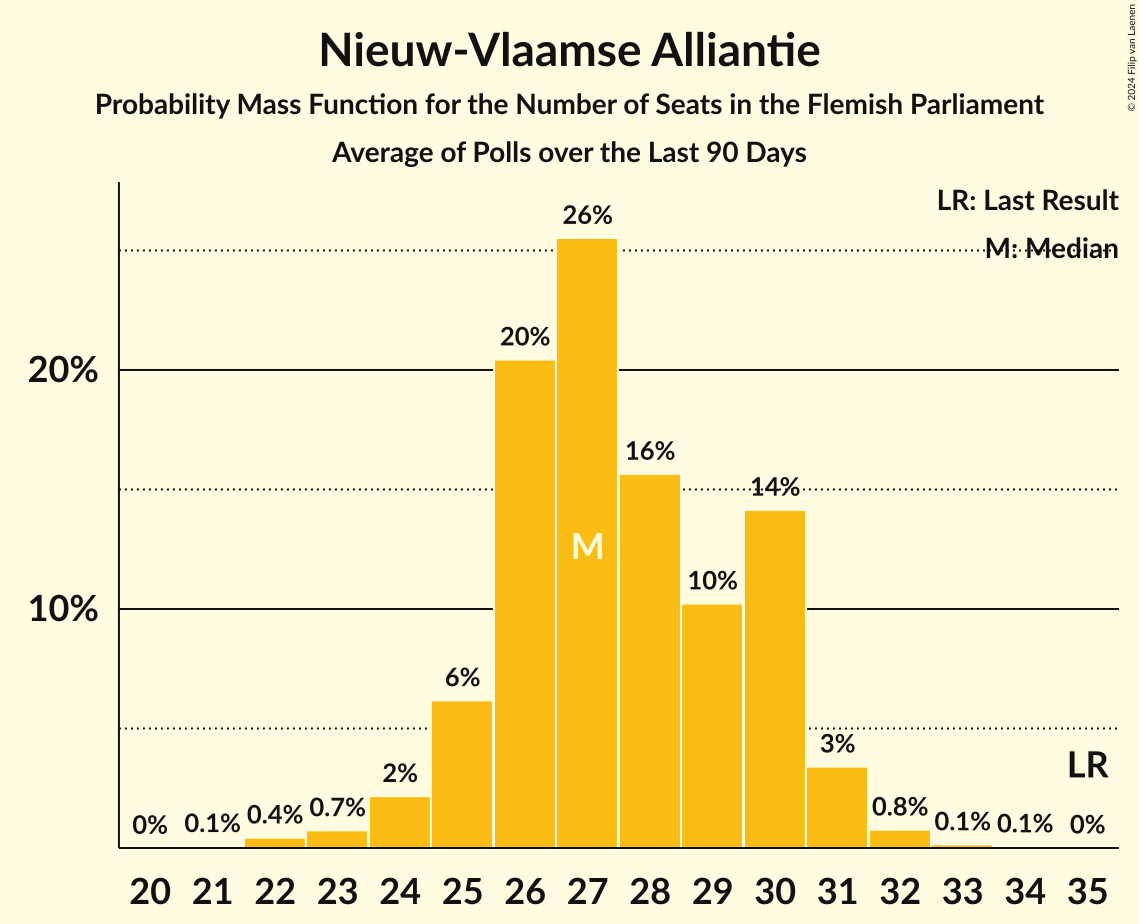 Nieuw-Vlaamse Alliantie
Probability Mass Function for the Number of Seats in the Flemish Parliament
Average of Polls over the Last 90 Days
© 2024 Filip van Laenen
LR: Last Result
M: Median
26%
20%
20%
16%
14%
M
10%
10%
6%
3%
LR
2%
0% 0.1% 0.4% 0.7% 0.8% 0.1% 0.1% 0%
20 21 22 23 24 25 26 27 28 29 30 31 32 33 34 35